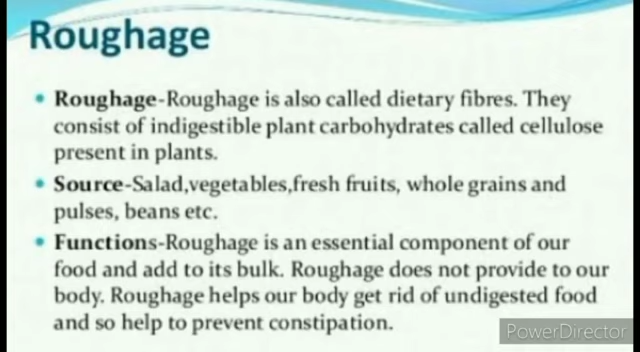 Roughage
• Roughage-Roughage is also called dietary fibres. They
consist of indigestible plant carbohydrates called cellulose
present in plants.
• Source-Salad,vegetables,fresh fruits, whole grains and
pulses, beans etc.
• Functions-Roughage is an essential component of our
food and add to its bulk. Roughage does not provide to our
body. Roughage helps our body get rid of undigested food
and so help to prevent constipation.
PowerDirector